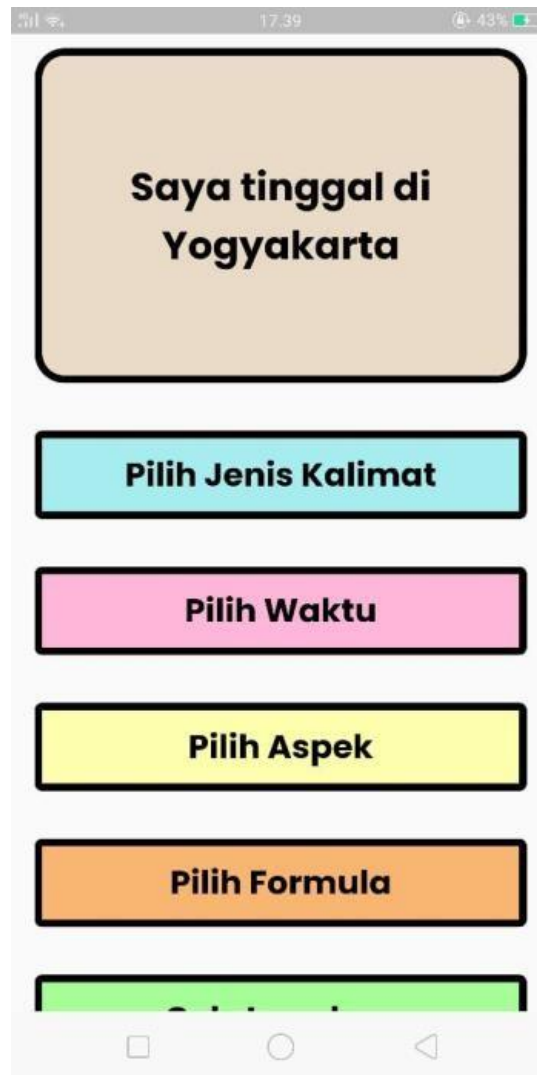 17.39
43%
Saya tinggal di
Yogyakarta
Pilih Jenis Kalimat
Pilih Waktu
Pilih Aspek
Pilih Formula